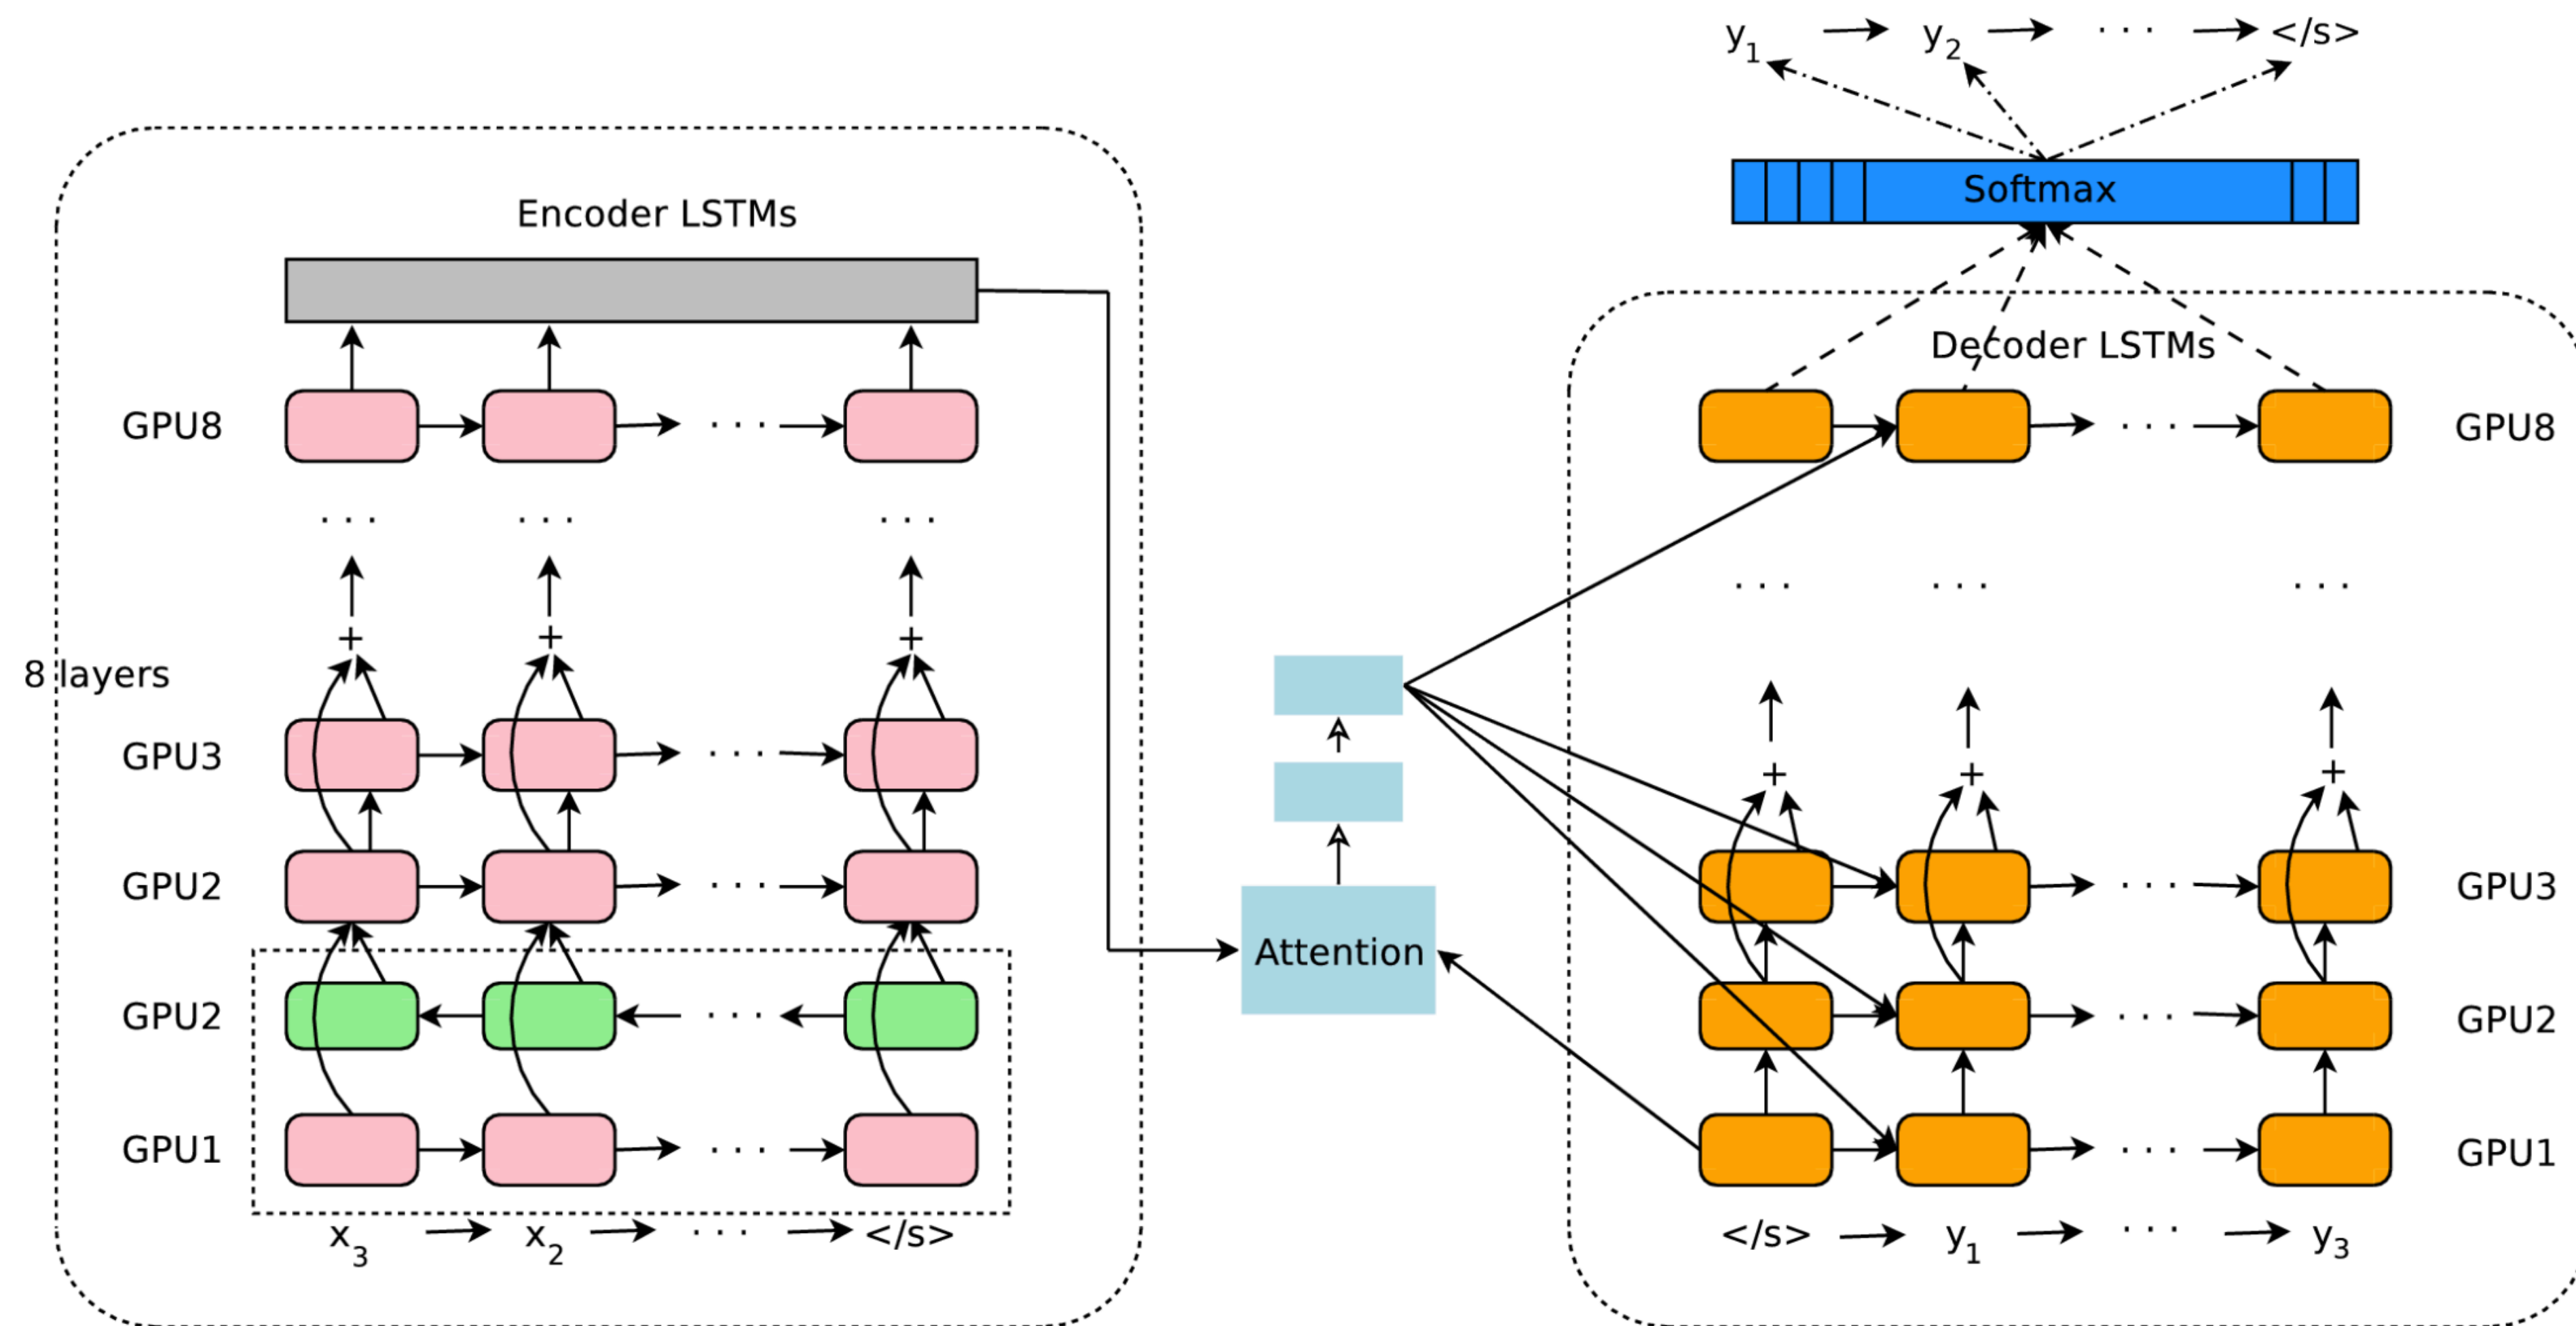 y1 y2 · · · </s>
Softmax
Encoder LSTMs
Decoder LSTMs
GPU8 · · · · · · GPU8
· · · · · · · · ·
· · · · · · · · ·
+ + +
8 layers
GPU3 · · ·
+ + +
GPU2 · · · · · · GPU3
Attention
GPU2 · · · · · · GPU2
GPU1 · · · · · · GPU1
x3 x2 · · · </s>
</s> y1 · · · y3